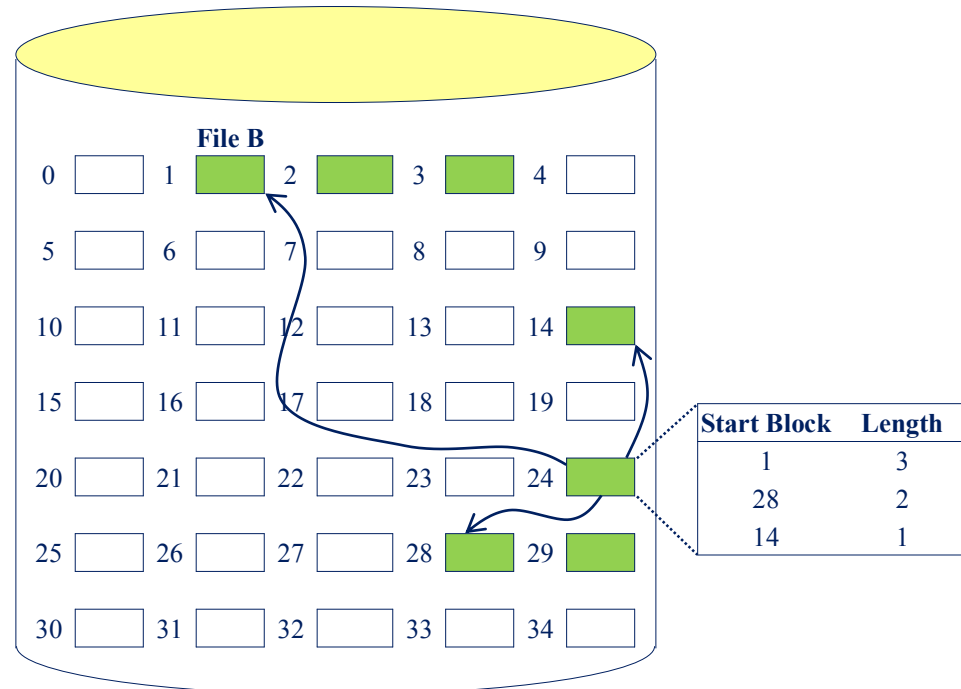 File B
0 1 2 3 4
5 6 7 8 9
10 11 12 13 14
15 16 17 18 19
Start Block Length
1 3
20 21 22 23 24
28 2
14 1
25 26 27 28 29
30 31 32 33 34